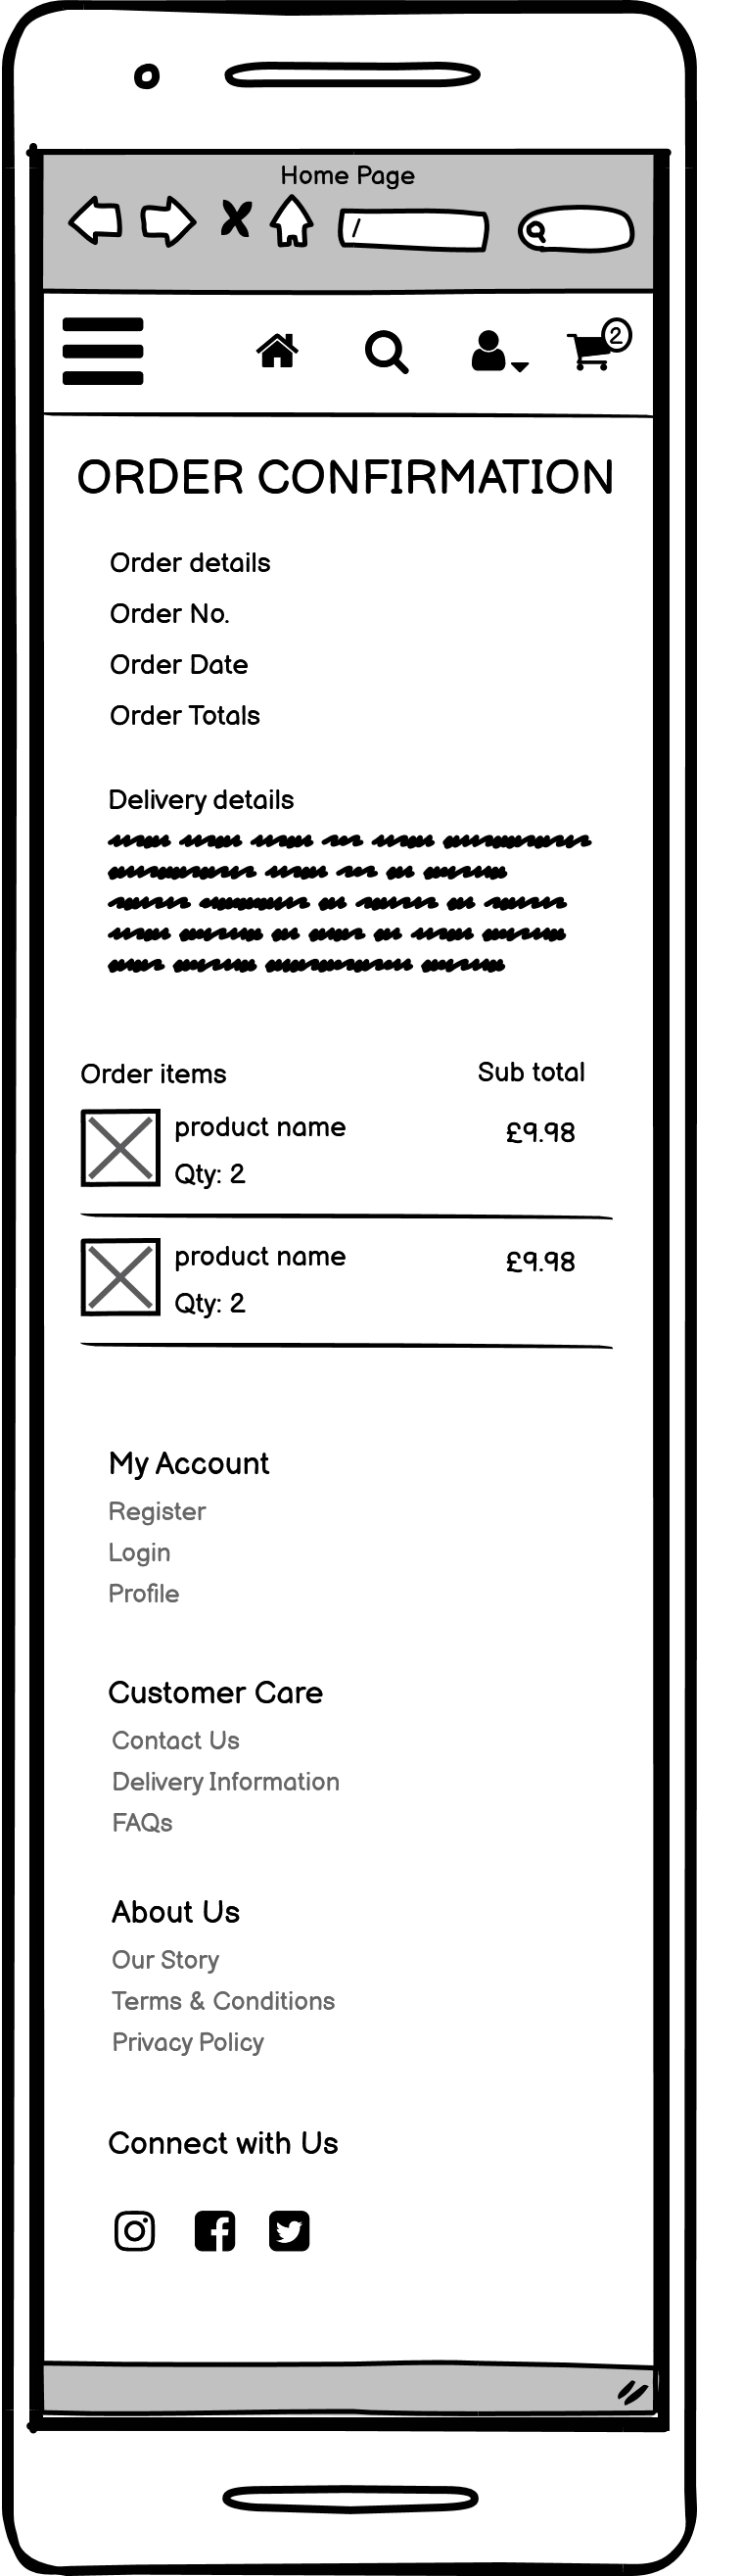 Home Page
/
2
ORDER CONFIRMATION
Order details
Order No.
Order Date
Order Totals
Delivery details
Order items Sub total
product name £9.98
Qty: 2
product name £9.98
Qty: 2
My Account
Register
Login
Profile
Customer Care
Contact Us
Delivery Information
FAQs
About Us
Our Story
Terms & Conditions
Privacy Policy
Connect with Us